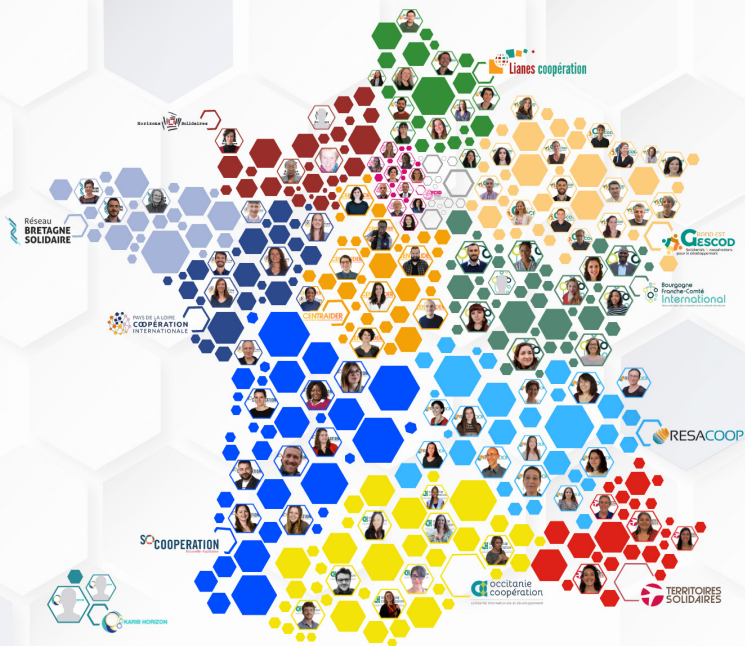 Lianes coopération
Horizons Solidaires
Réseau
BRETAGNE
SOLIDAIRE
GRAND EST
GESCOD
Bourgogne
Franche-Comté
International
PAYS DE LA LOIRE
COOPÉRATION
INTERNATIONALE
CENTRAIDER
RESACOOP
SO COOPERATION
Nouvelle-Aquitaine
occitanie
coopération
TERRITOIRES
SOLIDAIRES
KARIB HORIZON